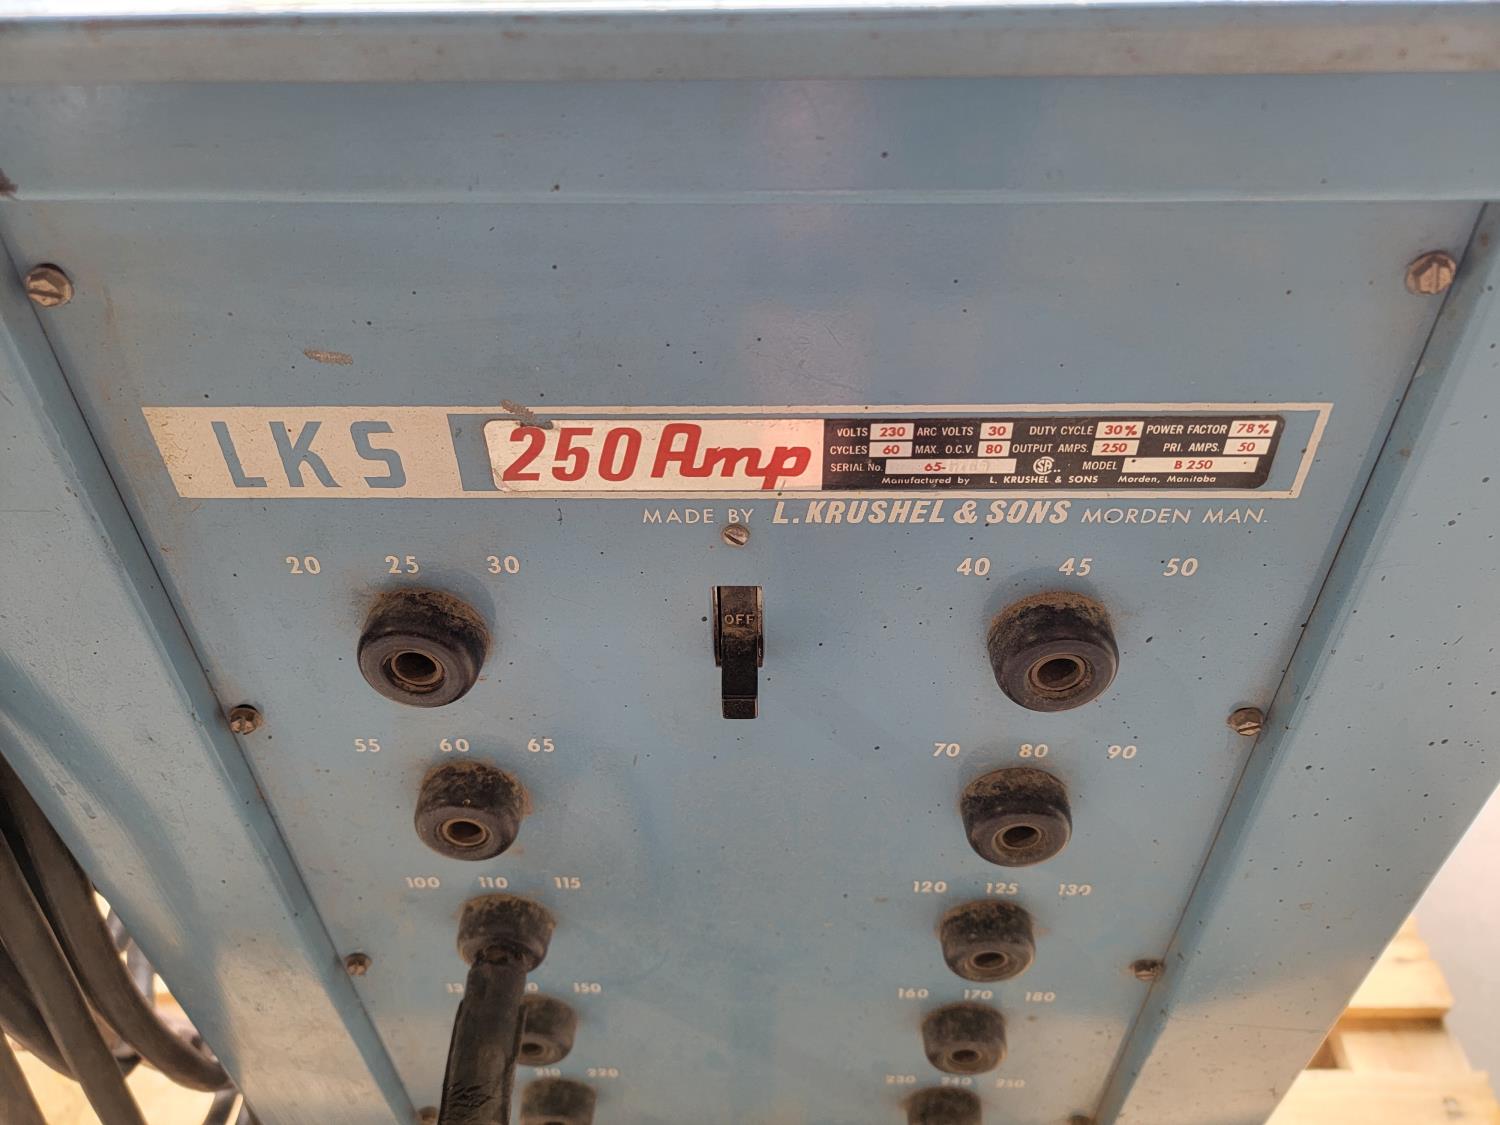 LKS 250 Amp
VOLTS 230 ARC VOLTS 30 DUTY CYCLE 30% POWER FACTOR 78%
CYCLES 60 MAX. O.C.V. 80 OUTPUT AMPS. 250 PRI. AMPS. 50
SERIAL No. 65- MODEL B 250
Manufactured by L. KRUSHEL & SONS Morden, Manitoba
MADE BY L. KRUSHEL & SONS MORDEN MAN.
20 25 30 40 45 50
OFF
55 60 65 70 80 90
100 110 115 120 125 130
150 160 170 180
210 220 230 240 250